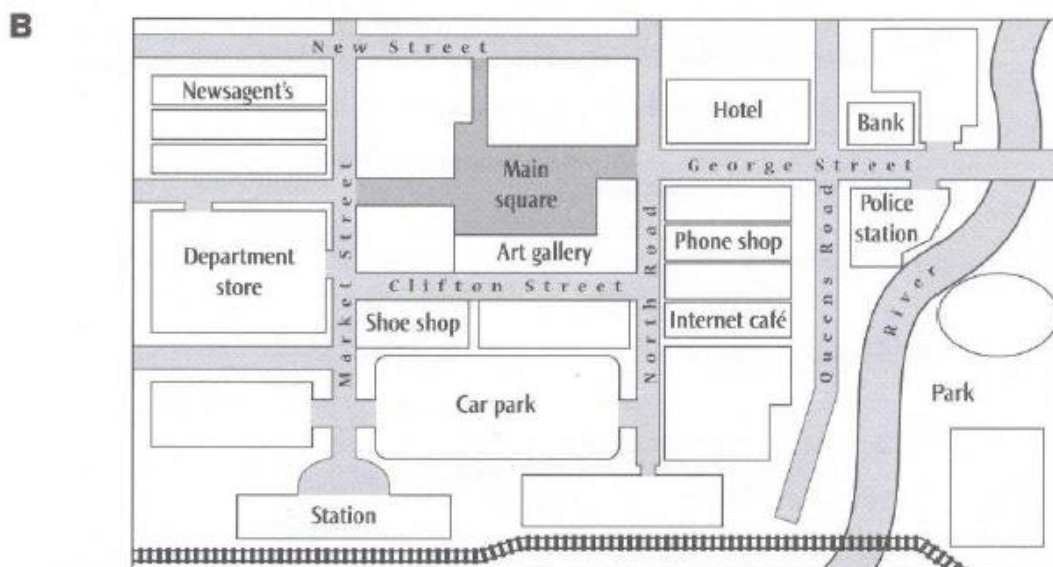 B
New Street
Newsagent's
Hotel
Bank
George Street
Main
square
Market Street
North Road
Queens Road
Police
station
Phone shop
Department
store
Art gallery
Clifton Street
River
Shoe shop
Internet café
Car park
Park
Station